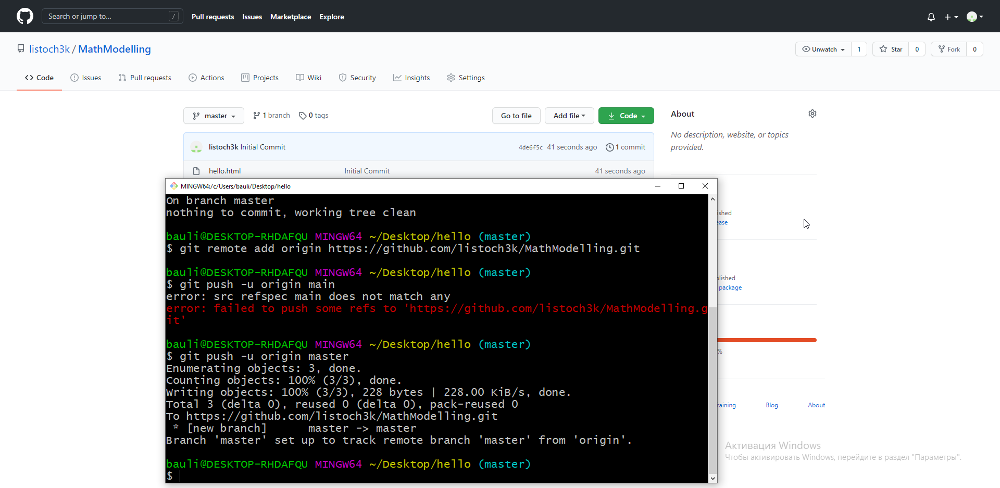 Search or jump to... /
Pull requests Issues Marketplace Explore
listoch3k / MathModelling
Unwatch 1 Star 0 Fork 0
Code Issues Pull requests Actions Projects Wiki Security Insights Settings
master 1 branch 0 tags Go to file Add file Code
About
No description, website, or topics
provided.
listoch3k Initial Commit 4de6f5c 41 seconds ago 1 commit
hello.html Initial Commit 41 seconds ago
MINGW64:/c/Users/bauli/Desktop/hello
On branch master
nothing to commit, working tree clean
bauli@DESKTOP-RHDAFQU MINGW64 ~/Desktop/hello (master)
$ git remote add origin https://github.com/listoch3k/MathModelling.git
bauli@DESKTOP-RHDAFQU MINGW64 ~/Desktop/hello (master)
$ git push -u origin main
error: src refspec main does not match any
error: failed to push some refs to 'https://github.com/listoch3k/MathModelling.g
it'
bauli@DESKTOP-RHDAFQU MINGW64 ~/Desktop/hello (master)
$ git push -u origin master
Enumerating objects: 3, done.
Counting objects: 100% (3/3), done.
Writing objects: 100% (3/3), 228 bytes | 228.00 KiB/s, done.
Total 3 (delta 0), reused 0 (delta 0), pack-reused 0
To https://github.com/listoch3k/MathModelling.git
* [new branch] master -> master
Branch 'master' set up to track remote branch 'master' from 'origin'.
bauli@DESKTOP-RHDAFQU MINGW64 ~/Desktop/hello (master)
$
ished
ease
blished
package
%
raining Blog About
Активация Windows
Чтобы активировать Windows, перейдите в раздел "Параметры".